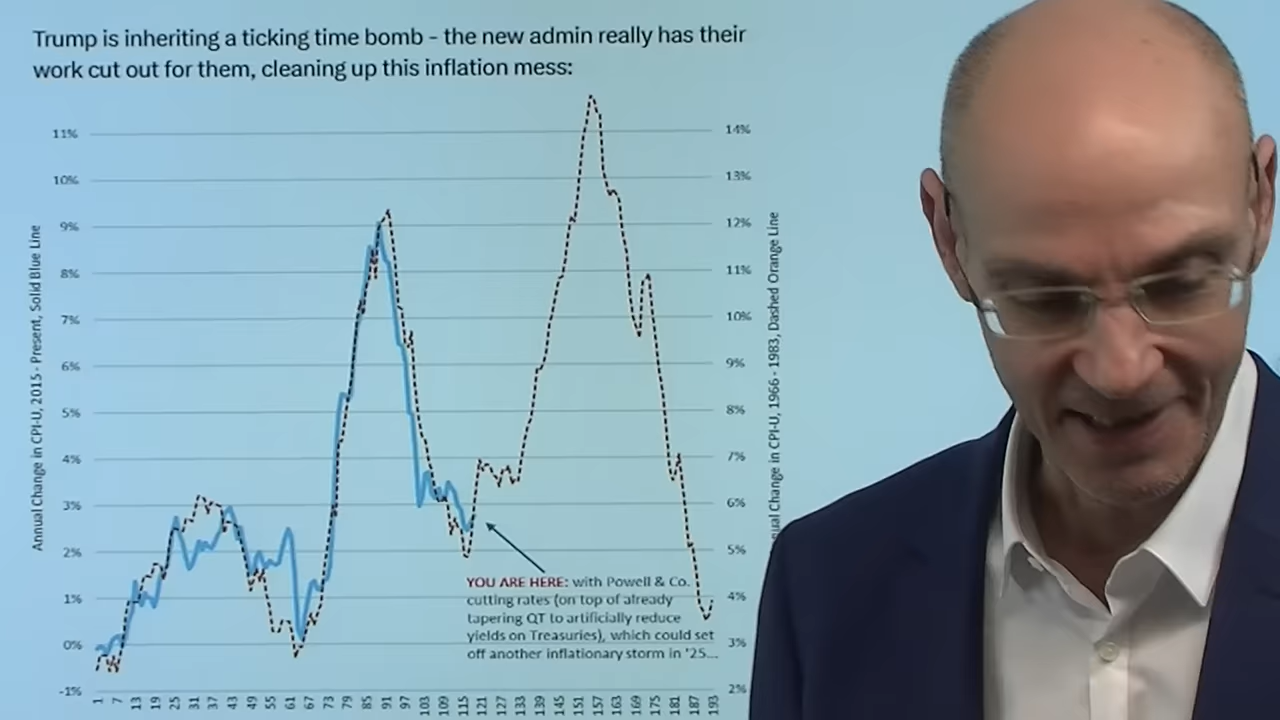 Trump is inheriting a ticking time bomb - the new admin really has their
work cut out for them, cleaning up this inflation mess:
11%
10%
9%
8%
7%
6%
5%
4%
3%
2%
1%
0%
-1%
Annual Change in CPI-U, 2015 - Present, Solid Blue Line
14%
13%
12%
11%
10%
9%
8%
7%
6%
5%
4%
3%
2%
Change in CPI-U, 1966 - 1983, Dashed Orange Line
YOU ARE HERE: with Powell & Co.
cutting rates (on top of already
tapering QT to artificially reduce
yields on Treasuries), which could set
off another inflationary storm in '25...
1 7 13 19 25 31 37 43 49 55 61 67 73 79 85 91 97 103 109 115 121 127 133 139 145 151 157 163 169 175 181 187 193